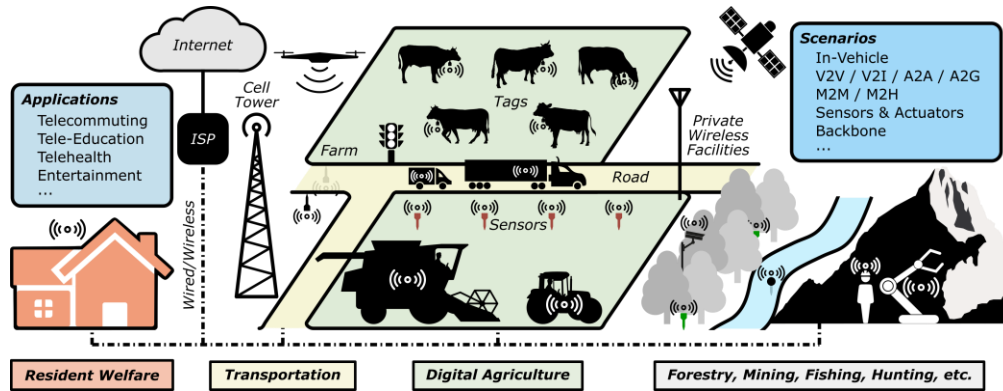 Internet
Applications
Telecommuting
Tele-Education
Telehealth
Entertainment
...
ISP
Wired/Wireless
Cell
Tower
Farm
Tags
Road
Sensors
Private
Wireless
Facilities
Scenarios
In-Vehicle
V2V / V2I / A2A / A2G
M2M / M2H
Sensors & Actuators
Backbone
...
Resident Welfare
Transportation
Digital Agriculture
Forestry, Mining, Fishing, Hunting, etc.